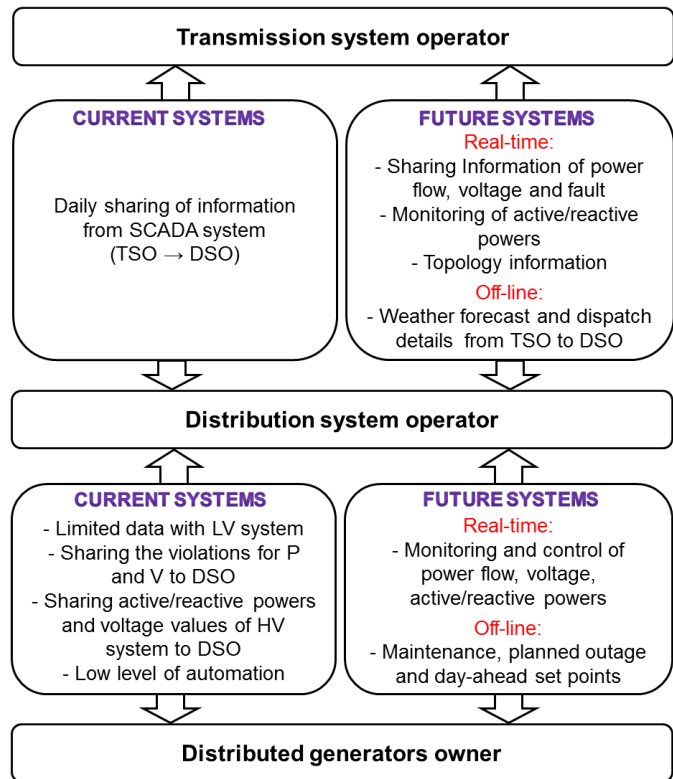 Transmission system operator
CURRENT SYSTEMS
Daily sharing of information
from SCADA system
(TSO → DSO)
FUTURE SYSTEMS
Real-time:
- Sharing Information of power
flow, voltage and fault
- Monitoring of active/reactive
powers
- Topology information
Off-line:
- Weather forecast and dispatch
details from TSO to DSO
Distribution system operator
CURRENT SYSTEMS
- Limited data with LV system
- Sharing the violations for P
and V to DSO
- Sharing active/reactive powers
and voltage values of HV
system to DSO
- Low level of automation
FUTURE SYSTEMS
Real-time:
- Monitoring and control of
power flow, voltage,
active/reactive powers
Off-line:
- Maintenance, planned outage
and day-ahead set points
Distributed generators owner